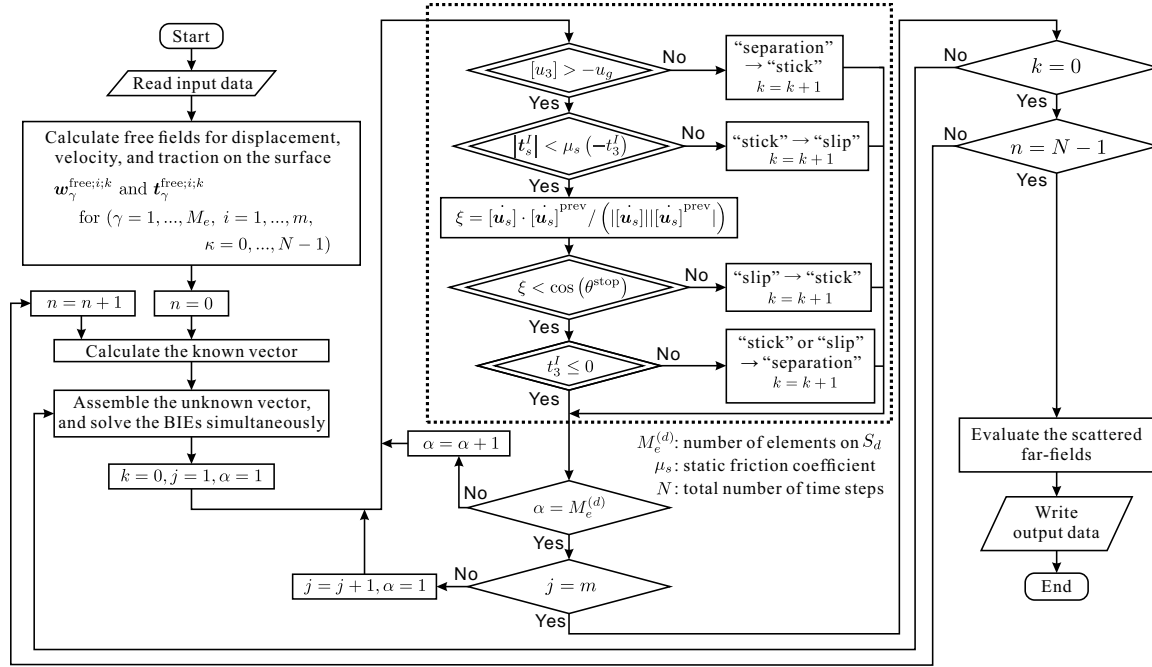 Start
Read input data
Calculate free fields for displacement,
velocity, and traction on the surface
w_γ^{free;i;k} and t_γ^{free;i;k}
for (γ = 1, ..., M_e, i = 1, ..., m,
κ = 0, ..., N − 1)
n = n + 1
n = 0
Calculate the known vector
Assemble the unknown vector,
and solve the BIEs simultaneously
k = 0, j = 1, α = 1
[u_3] > −u_g
No
“separation”
→ “stick”
k = k + 1
Yes
|t_s^I| < μ_s (−t_3^I)
No
“stick” → “slip”
k = k + 1
Yes
ξ = [u̇_s] · [u̇_s]^{prev} / (|[u̇_s]||[u̇_s]^{prev}|)
ξ < cos (θ^{stop})
No
“slip” → “stick”
k = k + 1
Yes
t_3^I ≤ 0
No
“stick” or “slip”
→ “separation”
k = k + 1
Yes
α = α + 1
M_e^{(d)}: number of elements on S_d
μ_s: static friction coefficient
N: total number of time steps
No
α = M_e^{(d)}
Yes
j = j + 1, α = 1
No
j = m
Yes
No
k = 0
Yes
No
n = N − 1
Yes
Evaluate the scattered
far-fields
Write
output data
End